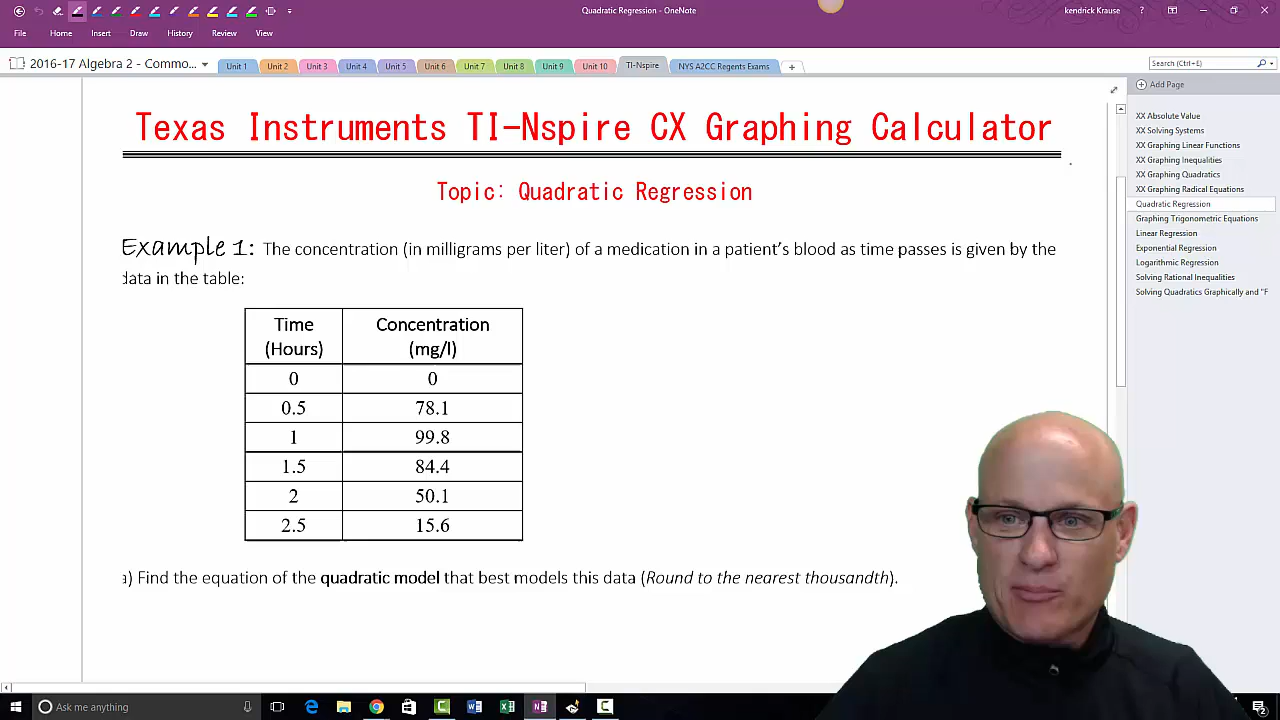 Quadratic Regression - OneNote
kendrick Krause
?
File Home Insert Draw History Review View
2016-17 Algebra 2 - Commo...
Unit 1 Unit 2 Unit 3 Unit 4 Unit 5 Unit 6 Unit 7 Unit 8 Unit 9 Unit 10 TI-Nspire NYS A2CC Regents Exams
Search (Ctrl+E)
Add Page
Texas Instruments TI-Nspire CX Graphing Calculator
Topic: Quadratic Regression
Example 1: The concentration (in milligrams per liter) of a medication in a patient's blood as time passes is given by the
data in the table:
Time (Hours) Concentration (mg/l)
0 0
0.5 78.1
1 99.8
1.5 84.4
2 50.1
2.5 15.6
a) Find the equation of the quadratic model that best models this data (Round to the nearest thousandth).
XX Absolute Value
XX Solving Systems
XX Graphing Linear Functions
XX Graphing Inequalities
XX Graphing Quadratics
XX Graphing Radical Equations
Quadratic Regression
Graphing Trigonometric Equations
Linear Regression
Exponential Regression
Logarithmic Regression
Solving Rational Inequalities
Solving Quadratics Graphically and "F
Ask me anything